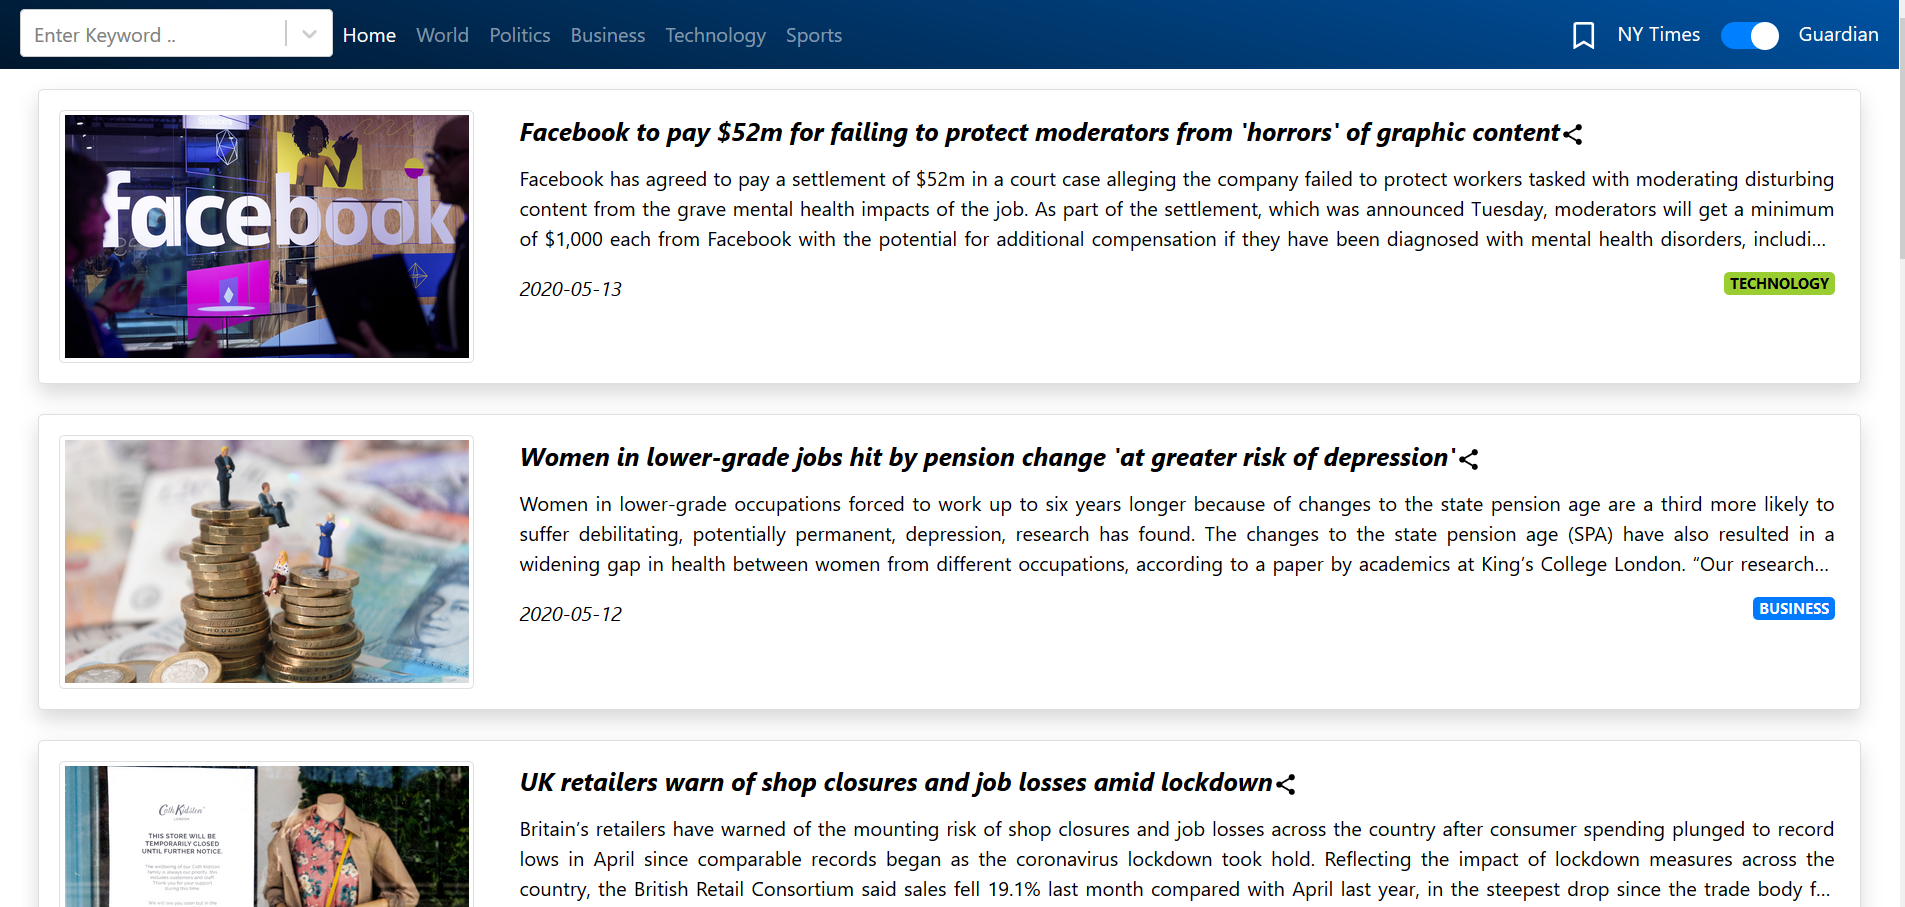 Enter Keyword ..
Home World Politics Business Technology Sports
NY Times Guardian
facebook
Facebook to pay $52m for failing to protect moderators from 'horrors' of graphic content
Facebook has agreed to pay a settlement of $52m in a court case alleging the company failed to protect workers tasked with moderating disturbing
content from the grave mental health impacts of the job. As part of the settlement, which was announced Tuesday, moderators will get a minimum
of $1,000 each from Facebook with the potential for additional compensation if they have been diagnosed with mental health disorders, includi...
2020-05-13
TECHNOLOGY
Women in lower-grade jobs hit by pension change 'at greater risk of depression'
Women in lower-grade occupations forced to work up to six years longer because of changes to the state pension age are a third more likely to
suffer debilitating, potentially permanent, depression, research has found. The changes to the state pension age (SPA) have also resulted in a
widening gap in health between women from different occupations, according to a paper by academics at King’s College London. “Our research...
2020-05-12
BUSINESS
Cath Kidston
LONDON
THIS STORE WILL BE
TEMPORARILY CLOSED
UNTIL FURTHER NOTICE.
UK retailers warn of shop closures and job losses amid lockdown
Britain’s retailers have warned of the mounting risk of shop closures and job losses across the country after consumer spending plunged to record
lows in April since comparable records began as the coronavirus lockdown took hold. Reflecting the impact of lockdown measures across the
country, the British Retail Consortium said sales fell 19.1% last month compared with April last year, in the steepest drop since the trade body f...